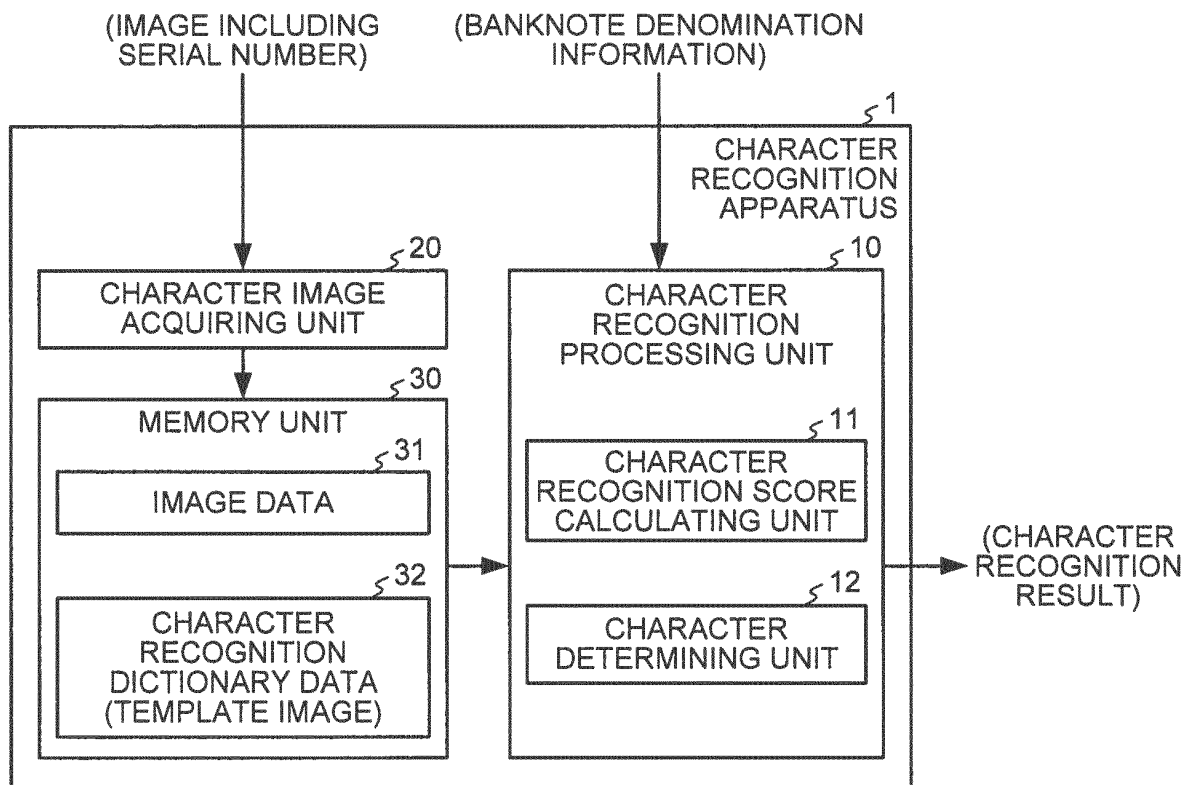 (IMAGE INCLUDING
SERIAL NUMBER)
(BANKNOTE DENOMINATION
INFORMATION)
1
CHARACTER
RECOGNITION
APPARATUS
20
CHARACTER IMAGE
ACQUIRING UNIT
30
MEMORY UNIT
31
IMAGE DATA
32
CHARACTER
RECOGNITION
DICTIONARY DATA
(TEMPLATE IMAGE)
10
CHARACTER
RECOGNITION
PROCESSING UNIT
11
CHARACTER
RECOGNITION SCORE
CALCULATING UNIT
12
CHARACTER
DETERMINING UNIT
(CHARACTER
RECOGNITION
RESULT)